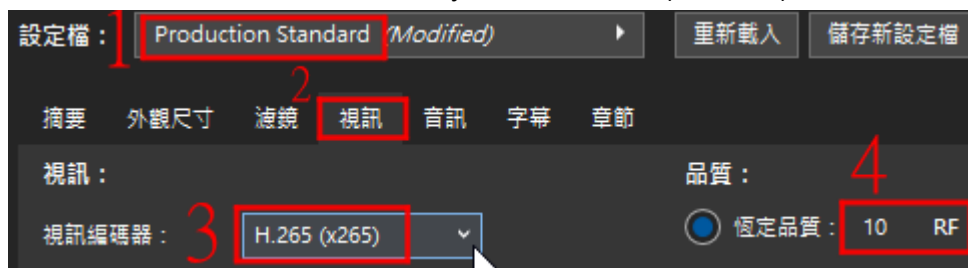 設定檔： 1 Production Standard (Modified) 重新載入 儲存新設定檔
2
摘要 外觀尺寸 濾鏡 視訊 音訊 字幕 章節
視訊： 品質： 4
視訊編碼器： 3 H.265 (x265) 恆定品質： 10 RF